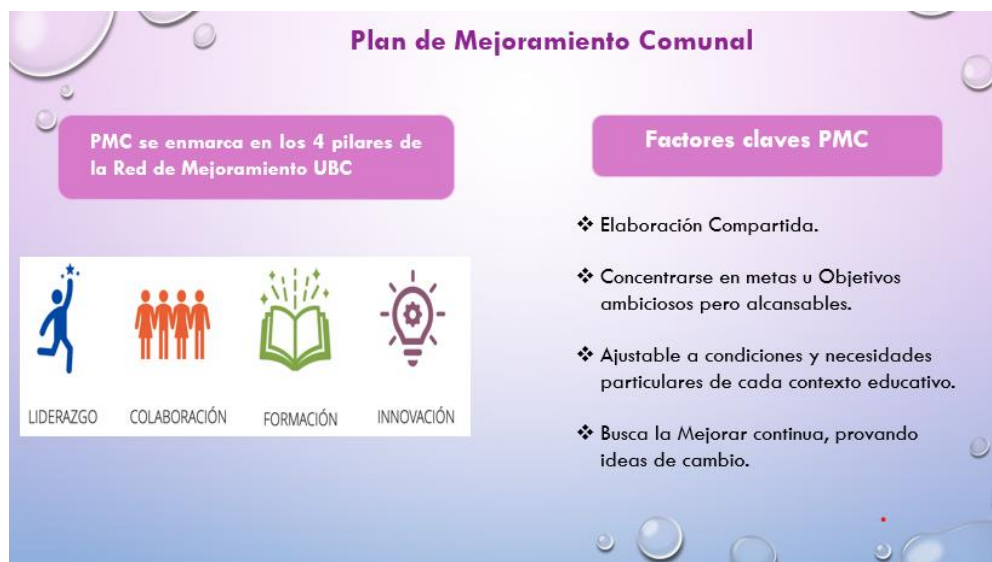 Plan de Mejoramiento Comunal
PMC se enmarca en los 4 pilares de
la Red de Mejoramiento UBC
LIDERAZGO
COLABORACIÓN
FORMACIÓN
INNOVACIÓN
Factores claves PMC
❖ Elaboración Compartida.
❖ Concentrarse en metas u Objetivos
ambiciosos pero alcansables.
❖ Ajustable a condiciones y necesidades
particulares de cada contexto educativo.
❖ Busca la Mejorar continua, provando
ideas de cambio.